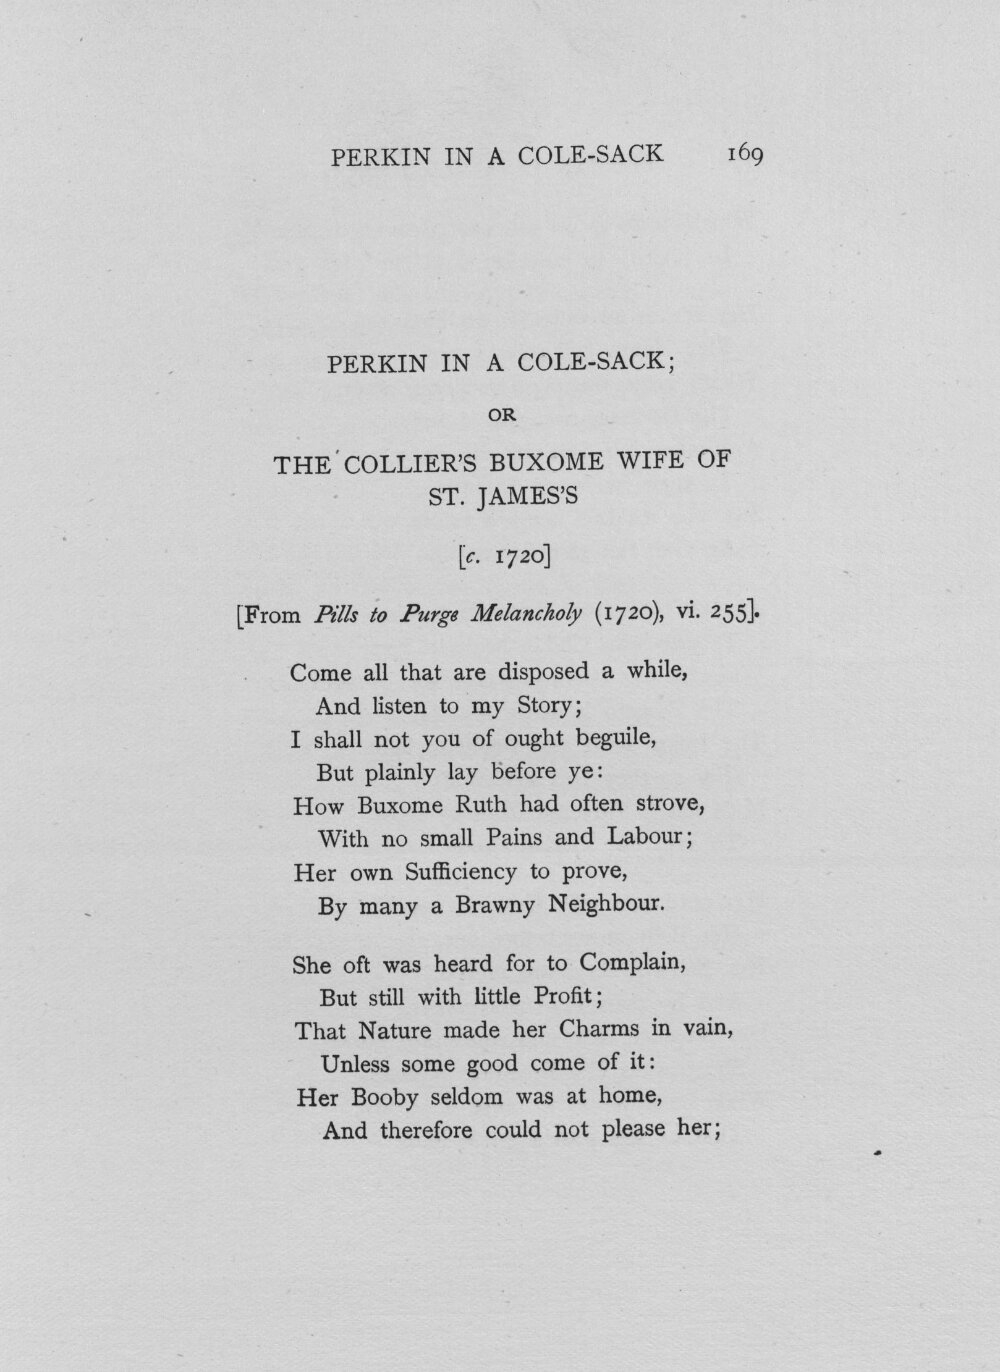 PERKIN IN A COLE-SACK 169
PERKIN IN A COLE-SACK;
OR
THE COLLIER'S BUXOME WIFE OF
ST. JAMES'S
[c. 1720]
[From Pills to Purge Melancholy (1720), vi. 255].
Come all that are disposed a while,
And listen to my Story;
I shall not you of ought beguile,
But plainly lay before ye:
How Buxome Ruth had often strove,
With no small Pains and Labour;
Her own Sufficiency to prove,
By many a Brawny Neighbour.
She oft was heard for to Complain,
But still with little Profit;
That Nature made her Charms in vain,
Unless some good come of it:
Her Booby seldom was at home,
And therefore could not please her;